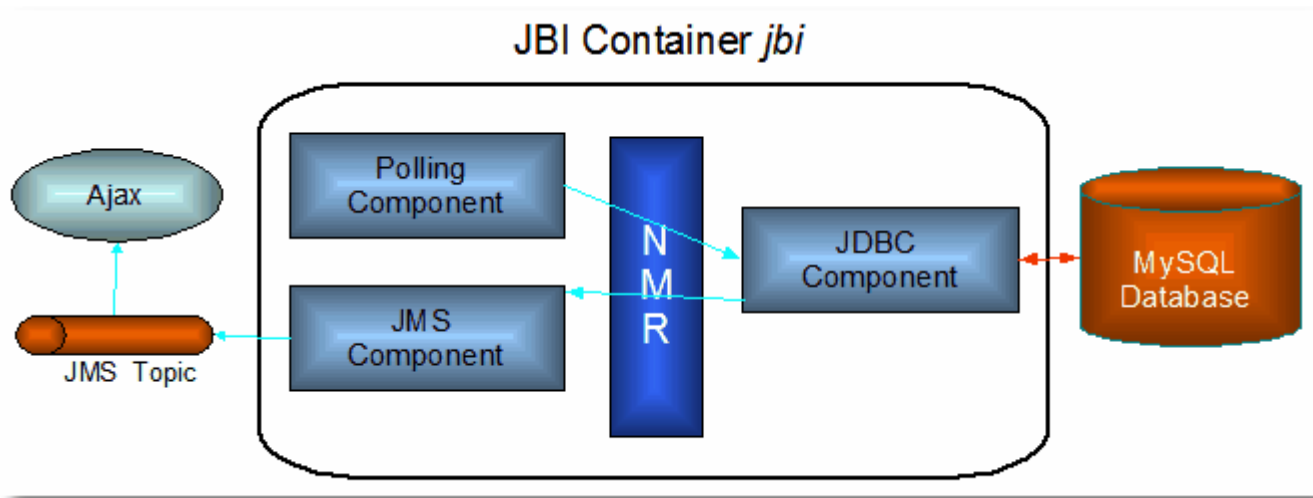 JBI Container jbi
Ajax
JMS Topic
Polling
Component
JMS
Component
N
M
R
JDBC
Component
MySQL
Database